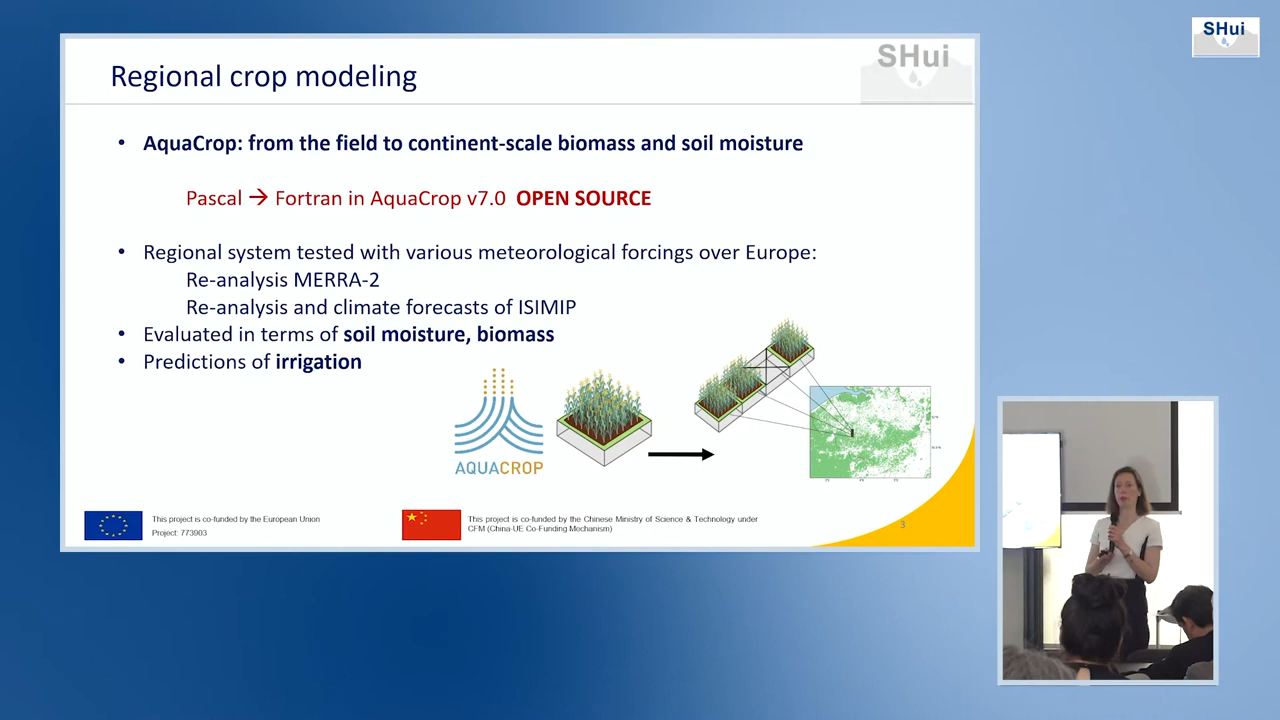 SHui
SHui
Regional crop modeling
• AquaCrop: from the field to continent-scale biomass and soil moisture
Pascal → Fortran in AquaCrop v7.0 OPEN SOURCE
• Regional system tested with various meteorological forcings over Europe:
Re-analysis MERRA-2
Re-analysis and climate forecasts of ISIMIP
• Evaluated in terms of soil moisture, biomass
• Predictions of irrigation
AQUACROP
This project is co-funded by the European Union
Project: 773903
This project is co-funded by the Chinese Ministry of Science & Technology under
CFM (China-UE Co-Funding Mechanism)
3